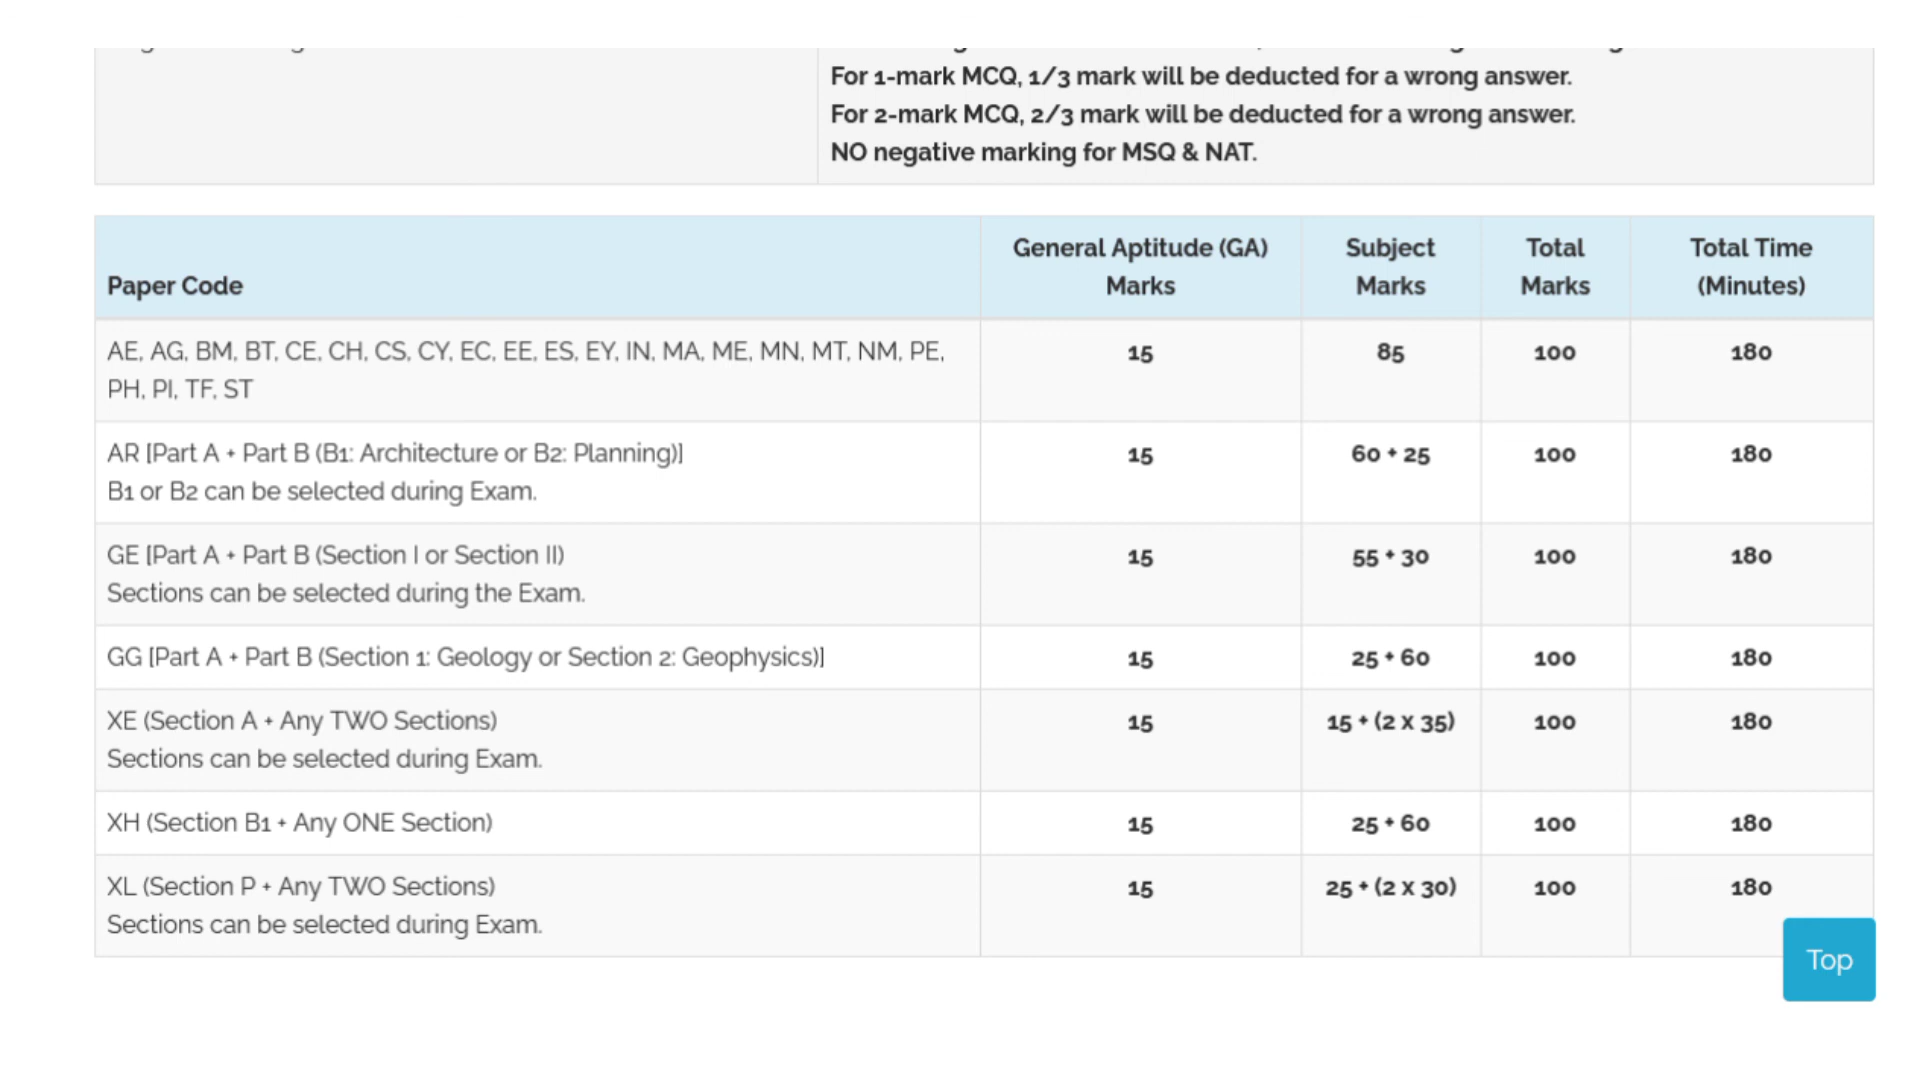 For 1-mark MCQ, 1/3 mark will be deducted for a wrong answer.
For 2-mark MCQ, 2/3 mark will be deducted for a wrong answer.
NO negative marking for MSQ & NAT.
Paper Code General Aptitude (GA) Marks Subject Marks Total Marks Total Time (Minutes)
AE, AG, BM, BT, CE, CH, CS, CY, EC, EE, ES, EY, IN, MA, ME, MN, MT, NM, PE, 15 85 100 180
PH, PI, TF, ST
AR [Part A + Part B (B1: Architecture or B2: Planning)] 15 60 + 25 100 180
B1 or B2 can be selected during Exam.
GE [Part A + Part B (Section I or Section II) 15 55 + 30 100 180
Sections can be selected during the Exam.
GG [Part A + Part B (Section 1: Geology or Section 2: Geophysics)] 15 25 + 60 100 180
XE (Section A + Any TWO Sections) 15 15 + (2 x 35) 100 180
Sections can be selected during Exam.
XH (Section B1 + Any ONE Section) 15 25 + 60 100 180
XL (Section P + Any TWO Sections) 15 25 + (2 x 30) 100 180
Sections can be selected during Exam.
Top